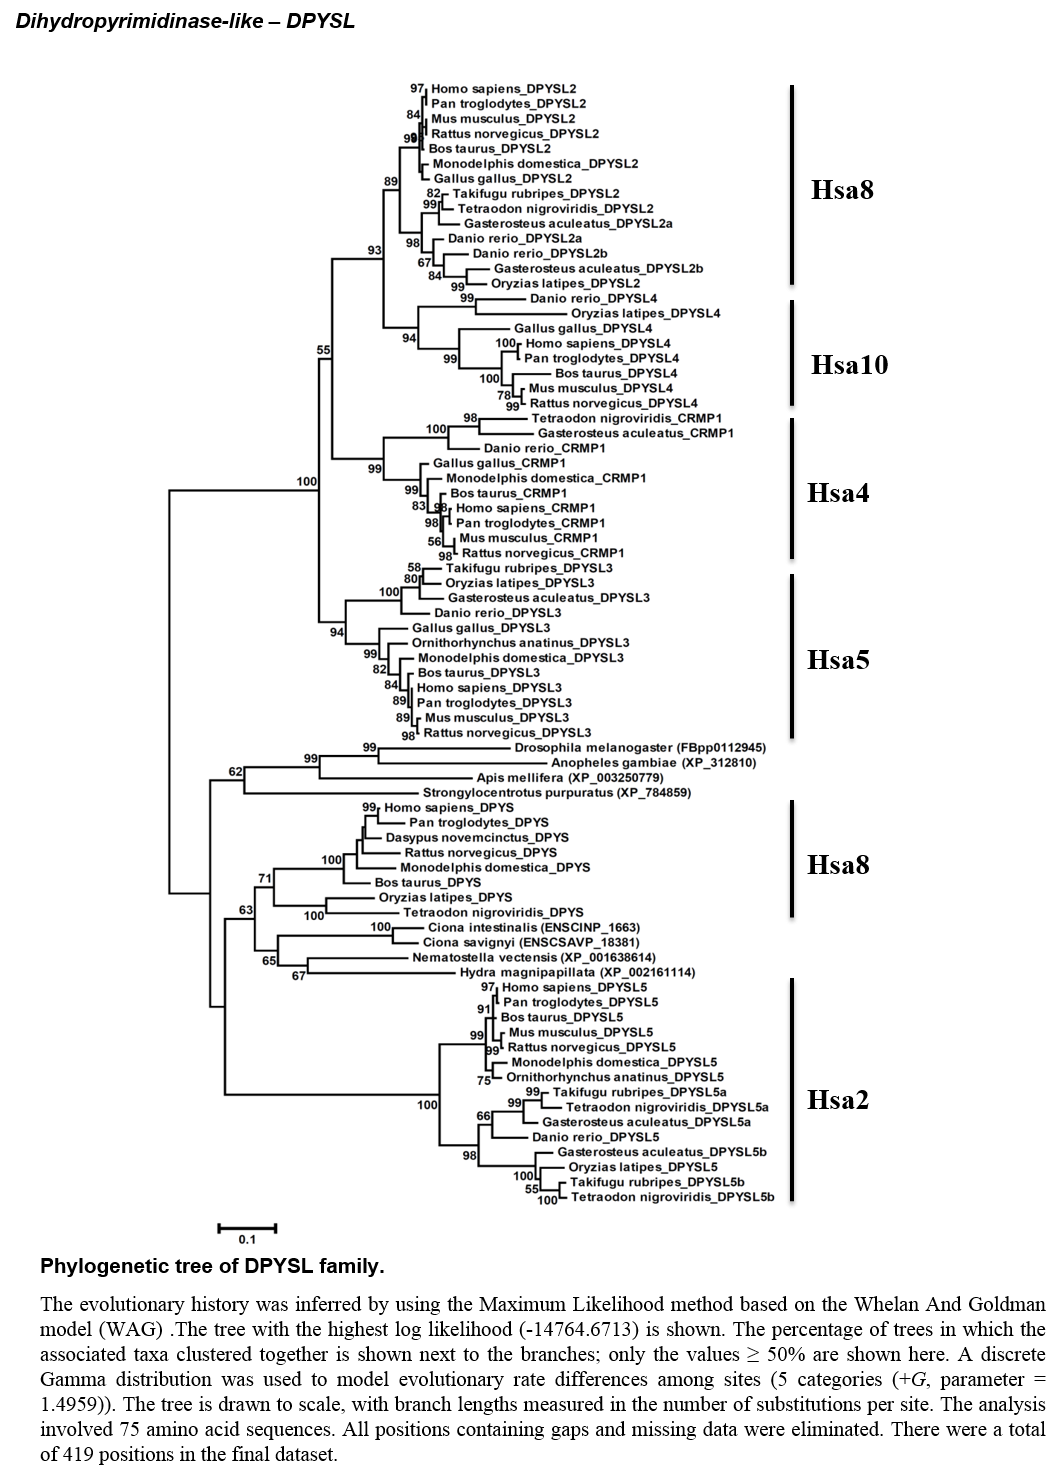 Dihydropyrimidinase-like – DPYSL
97
Homo sapiens_DPYSL2
Pan troglodytes_DPYSL2
84
Mus musculus_DPYSL2
Rattus norvegicus_DPYSL2
Bos taurus_DPYSL2
Monodelphis domestica_DPYSL2
89
Gallus gallus_DPYSL2
Hsa8
82
Takifugu rubripes_DPYSL2
99
Tetraodon nigroviridis_DPYSL2
Gasterosteus aculeatus_DPYSL2a
98
Danio rerio_DPYSL2a
93
Danio rerio_DPYSL2b
67
Gasterosteus aculeatus_DPYSL2b
84
Oryzias latipes_DPYSL2
99
Danio rerio_DPYSL4
99
Oryzias latipes_DPYSL4
Gallus gallus_DPYSL4
94
Homo sapiens_DPYSL4
100
55
Pan troglodytes_DPYSL4
99
Hsa10
Bos taurus_DPYSL4
100
Mus musculus_DPYSL4
78
Rattus norvegicus_DPYSL4
99
Tetraodon nigroviridis_CRMP1
98
Gasterosteus aculeatus_CRMP1
100
Danio rerio_CRMP1
Gallus gallus_CRMP1
99
Monodelphis domestica_CRMP1
100
Bos taurus_CRMP1
99
Hsa4
Homo sapiens_CRMP1
83
98
Pan troglodytes_CRMP1
98
Mus musculus_CRMP1
56
Rattus norvegicus_CRMP1
98
Takifugu rubripes_DPYSL3
58
Oryzias latipes_DPYSL3
80
Gasterosteus aculeatus_DPYSL3
100
Danio rerio_DPYSL3
Gallus gallus_DPYSL3
94
Ornithorhynchus anatinus_DPYSL3
99
Monodelphis domestica_DPYSL3
Hsa5
82
Bos taurus_DPYSL3
84
Homo sapiens_DPYSL3
89
Pan troglodytes_DPYSL3
89
Mus musculus_DPYSL3
Rattus norvegicus_DPYSL3
98
Drosophila melanogaster (FBpp0112945)
99
Anopheles gambiae (XP_312810)
99
Apis mellifera (XP_003250779)
62
Strongylocentrotus purpuratus (XP_784859)
Homo sapiens_DPYS
99
Pan troglodytes_DPYS
Dasypus novemcinctus_DPYS
Rattus norvegicus_DPYS
100
Monodelphis domestica_DPYS
Hsa8
71
Bos taurus_DPYS
Oryzias latipes_DPYS
Tetraodon nigroviridis_DPYS
100
63
Ciona intestinalis (ENSCINP_1663)
100
Ciona savignyi (ENSCSAVP_18381)
Nematostella vectensis (XP_001638614)
65
Hydra magnipapillata (XP_002161114)
67
Homo sapiens_DPYSL5
97
Pan troglodytes_DPYSL5
91
Bos taurus_DPYSL5
Mus musculus_DPYSL5
99
Rattus norvegicus_DPYSL5
99
Monodelphis domestica_DPYSL5
Ornithorhynchus anatinus_DPYSL5
75
Takifugu rubripes_DPYSL5a
99
Tetraodon nigroviridis_DPYSL5a
99
100
Hsa2
Gasterosteus aculeatus_DPYSL5a
66
Danio rerio_DPYSL5
Gasterosteus aculeatus_DPYSL5b
98
Oryzias latipes_DPYSL5
100
Takifugu rubripes_DPYSL5b
55
Tetraodon nigroviridis_DPYSL5b
100
0.1
Phylogenetic tree of DPYSL family.
The evolutionary history was inferred by using the Maximum Likelihood method based on the Whelan And Goldman
model (WAG) .The tree with the highest log likelihood (-14764.6713) is shown. The percentage of trees in which the
associated taxa clustered together is shown next to the branches; only the values ≥ 50% are shown here. A discrete
Gamma distribution was used to model evolutionary rate differences among sites (5 categories (+G, parameter =
1.4959)). The tree is drawn to scale, with branch lengths measured in the number of substitutions per site. The analysis
involved 75 amino acid sequences. All positions containing gaps and missing data were eliminated. There were a total
of 419 positions in the final dataset.